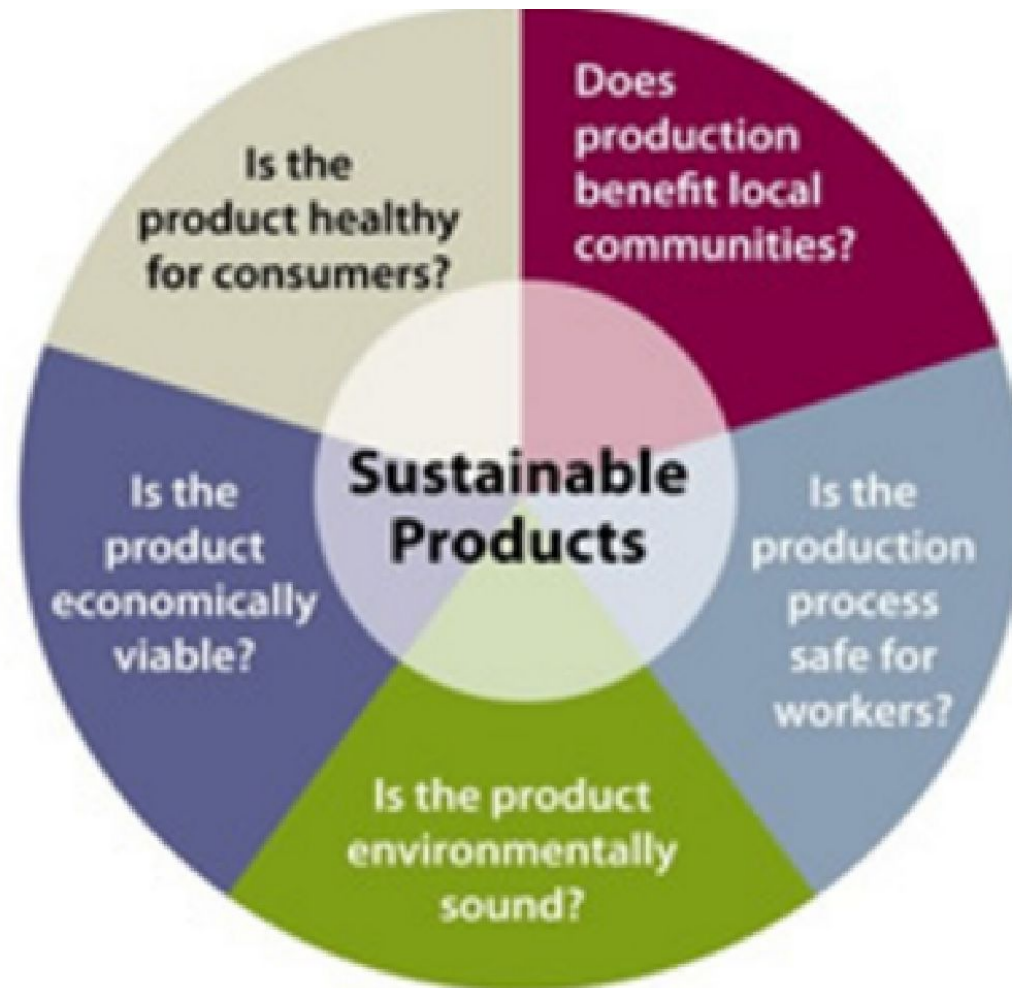 Does
production
benefit local
communities?
Is the
production
process
safe for
workers?
Is the product
environmentally
sound?
Is the
product
economically
viable?
Is the
product healthy
for consumers?
Sustainable
Products